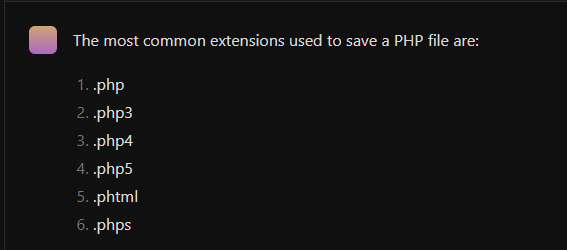 The most common extensions used to save a PHP file are:
1. .php
2. .php3
3. .php4
4. .php5
5. .phtml
6. .phps